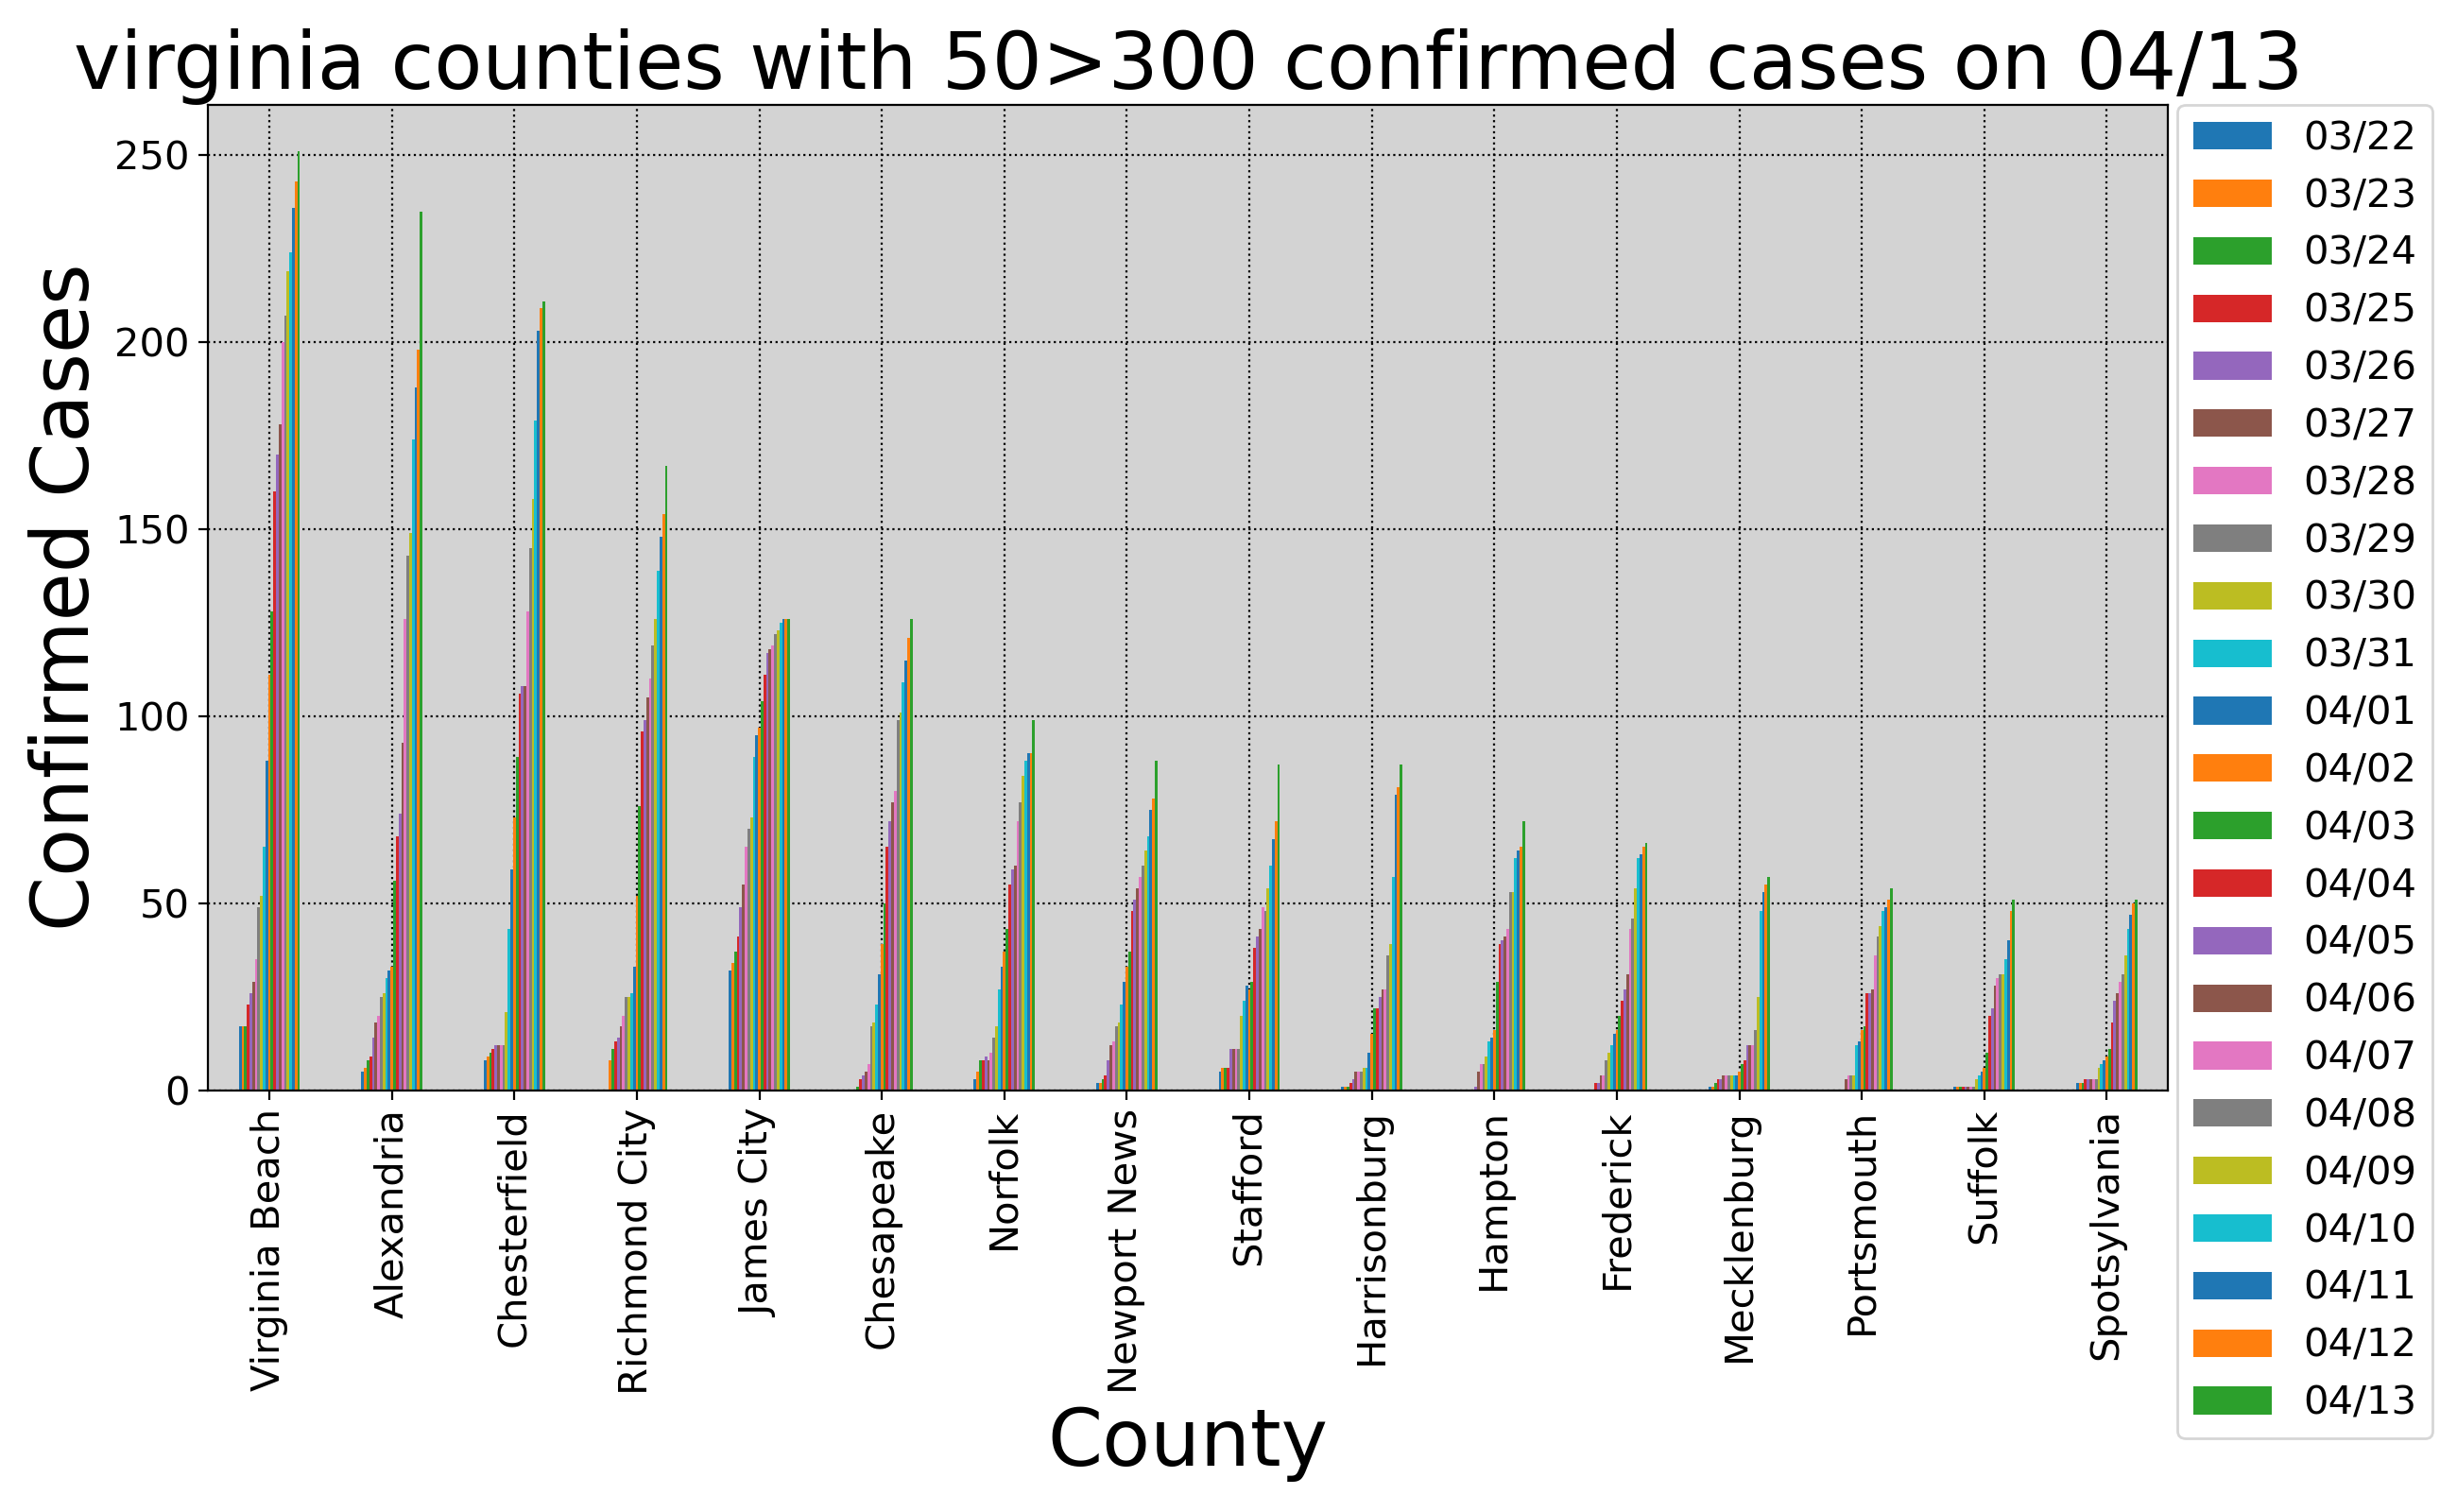 virginia counties with 50>300 confirmed cases on 04/13
Confirmed Cases
250
200
150
100
50
0
Virginia Beach
Alexandria
Chesterfield
Richmond City
James City
Chesapeake
Norfolk
Newport News
Stafford
Harrisonburg
Hampton
Frederick
Mecklenburg
Portsmouth
Suffolk
Spotsylvania
County
03/22
03/23
03/24
03/25
03/26
03/27
03/28
03/29
03/30
03/31
04/01
04/02
04/03
04/04
04/05
04/06
04/07
04/08
04/09
04/10
04/11
04/12
04/13